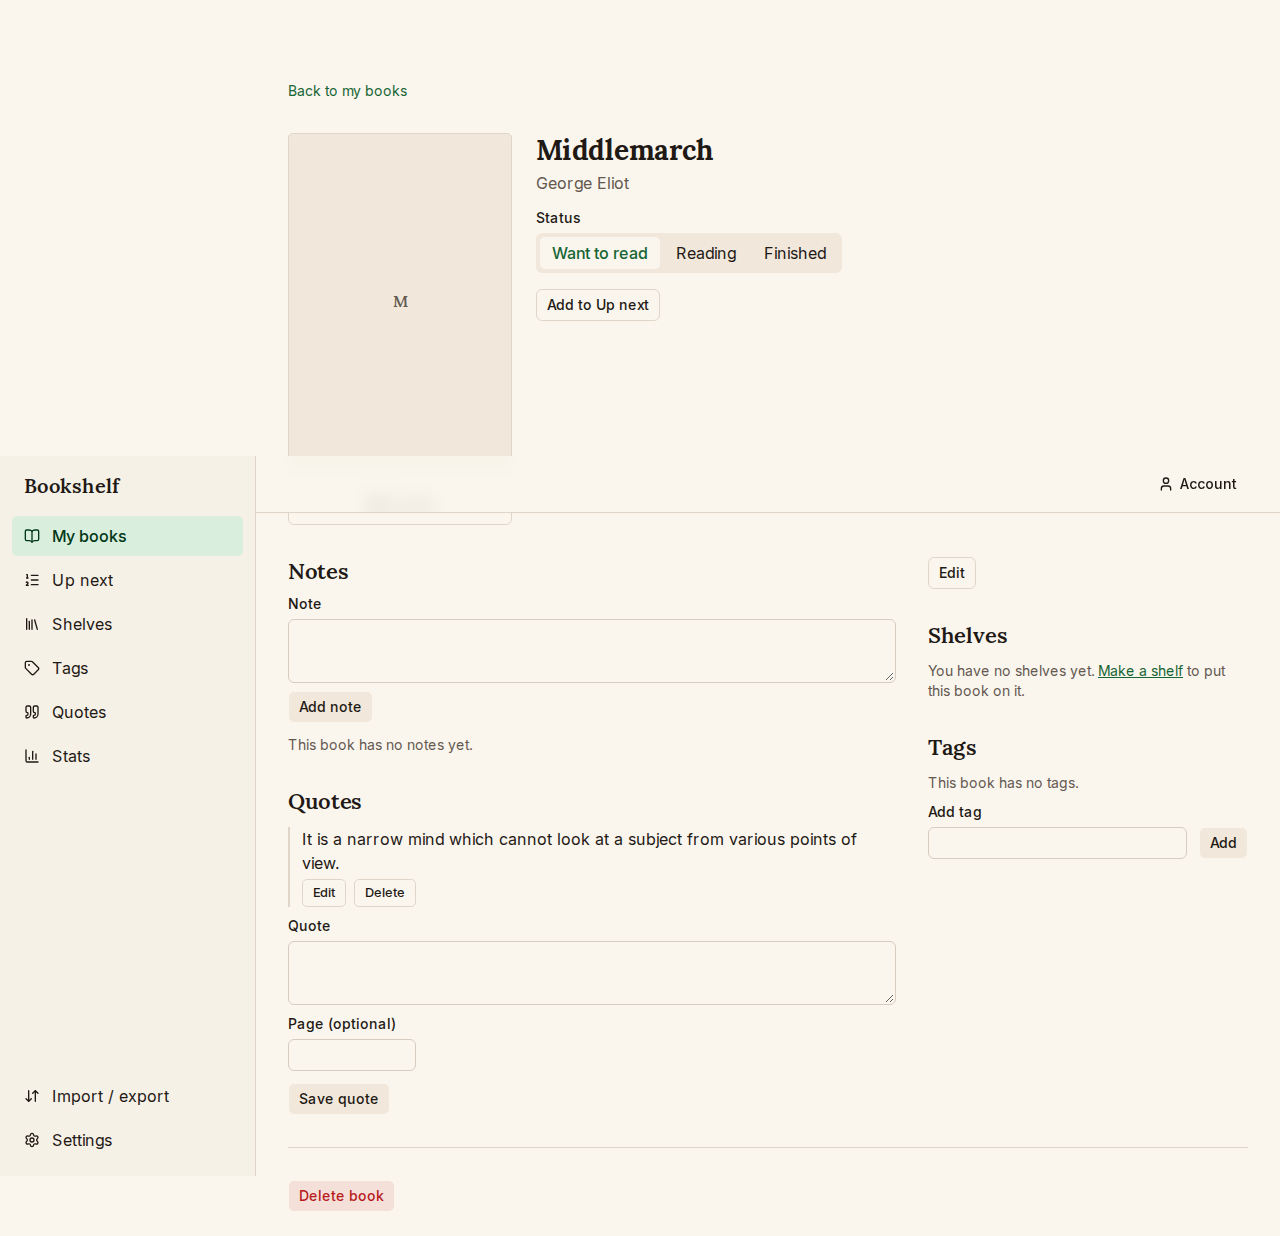 Back to my books
Middlemarch
George Eliot
Status
Want to read
Reading
Finished
M
Add to Up next
Bookshelf
Account
My books
Up next
Shelves
Tags
Quotes
Stats
Import / export
Settings
Notes
Note
Add note
This book has no notes yet.
Quotes
It is a narrow mind which cannot look at a subject from various points of
view.
Edit
Delete
Quote
Page (optional)
Save quote
Delete book
Edit
Shelves
You have no shelves yet. Make a shelf to put
this book on it.
Tags
This book has no tags.
Add tag
Add